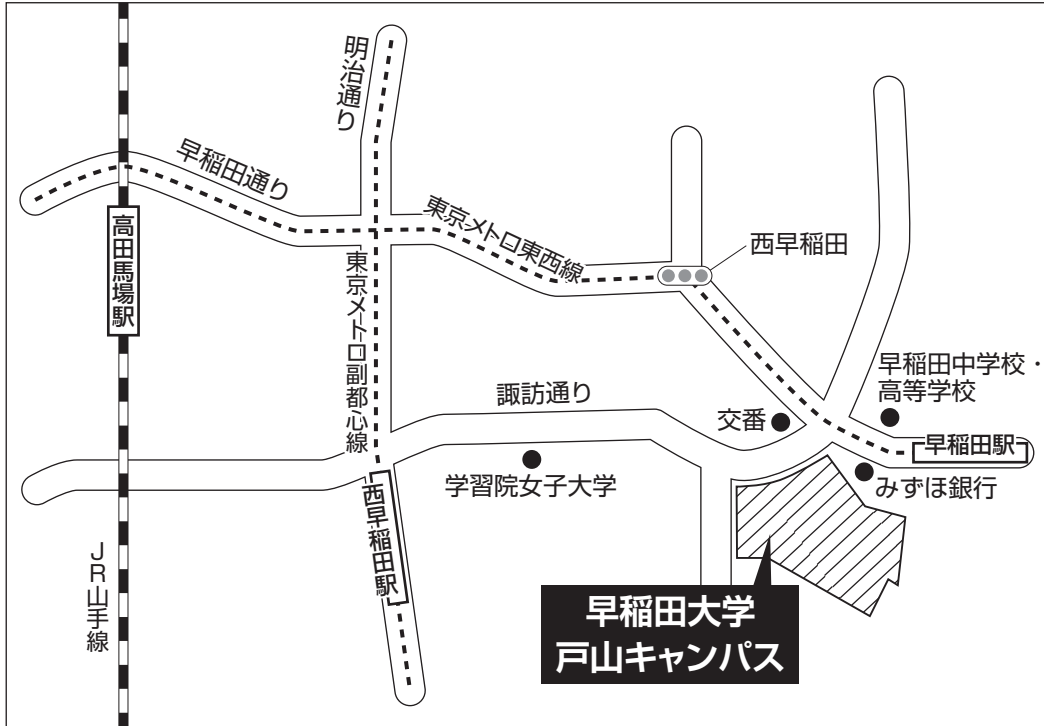 明治通り
早稲田通り
東京メトロ東西線
西早稲田
高田馬場駅
東京メトロ副都心線
早稲田中学校・
高等学校
諏訪通り
交番
早稲田駅
学習院女子大学
みずほ銀行
西早稲田駅
JR山手線
早稲田大学
戸山キャンパス